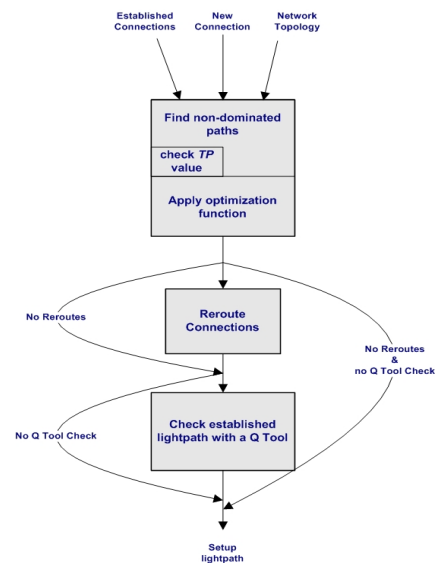 Established
Connections
New
Connection
Network
Topology
Find non-dominated
paths
check TP
value
Apply optimization
function
No Reroutes
Reroute
Connections
No Reroutes
&
no Q Tool Check
No Q Tool Check
Check established
lightpath with a Q Tool
Setup
lightpath